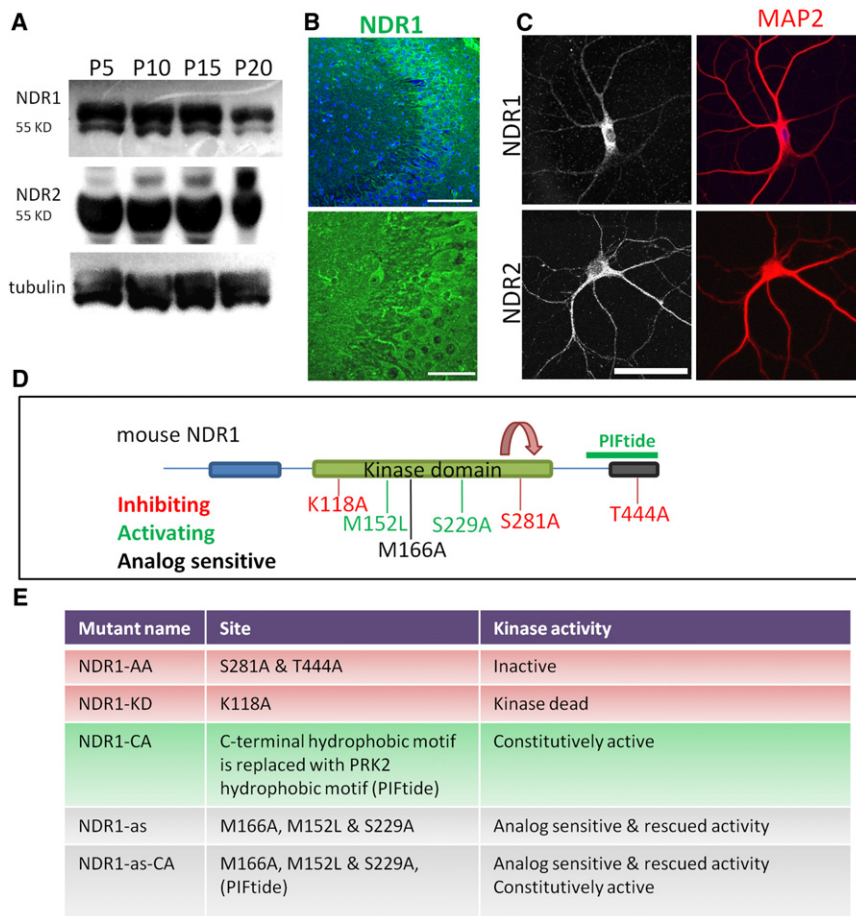 A
P5 P10 P15 P20
NDR1
55 KD
NDR2
55 KD
tubulin
B
NDR1
C
MAP2
NDR1
NDR2
D
mouse NDR1
PIFtide
Kinase domain
Inhibiting
Activating
Analog sensitive
K118A
M152L
M166A
S229A
S281A
T444A
E
Mutant name Site Kinase activity
NDR1-AA S281A & T444A Inactive
NDR1-KD K118A Kinase dead
NDR1-CA C-terminal hydrophobic motif Constitutively active
is replaced with PRK2
hydrophobic motif (PIFtide)
NDR1-as M166A, M152L & S229A Analog sensitive & rescued activity
NDR1-as-CA M166A, M152L & S229A, Analog sensitive & rescued activity
(PIFtide) Constitutively active